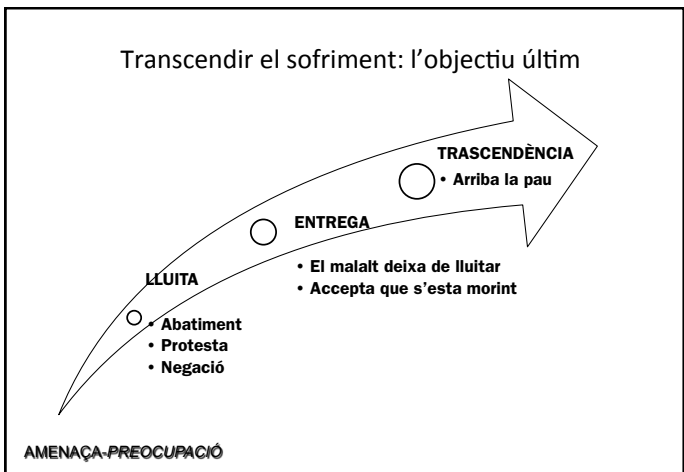 Transcendir el sofriment: l'objectiu últim
TRASCENDÈNCIA
• Arriba la pau
ENTREGA
• El malalt deixa de lluitar
• Accepta que s'esta morint
LLUITA
• Abatiment
• Protesta
• Negació
AMENAÇA-PREOCUPACIÓ